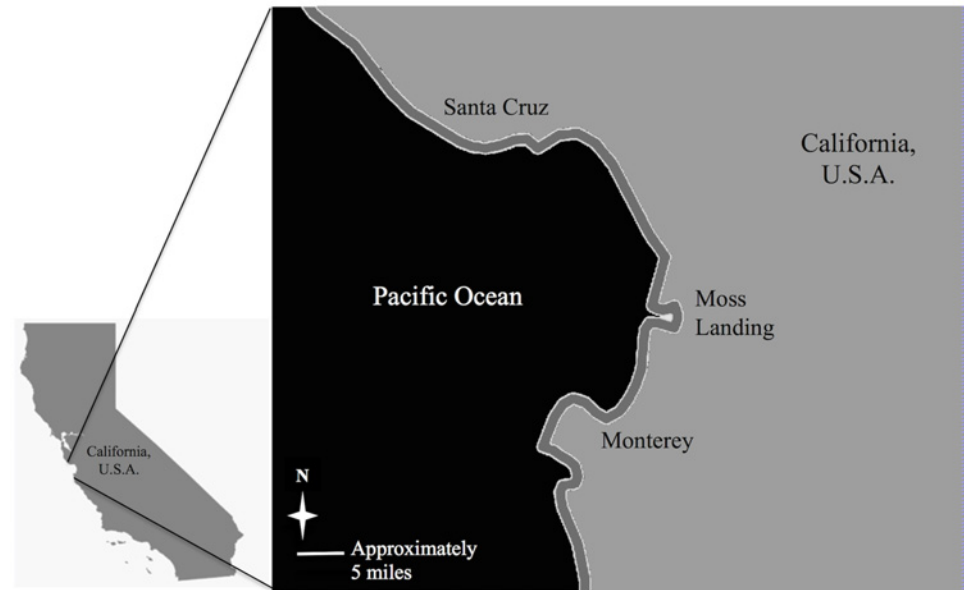 Santa Cruz
California,
U.S.A.
Pacific Ocean
Moss
Landing
Monterey
California,
U.S.A.
N
Approximately
5 miles